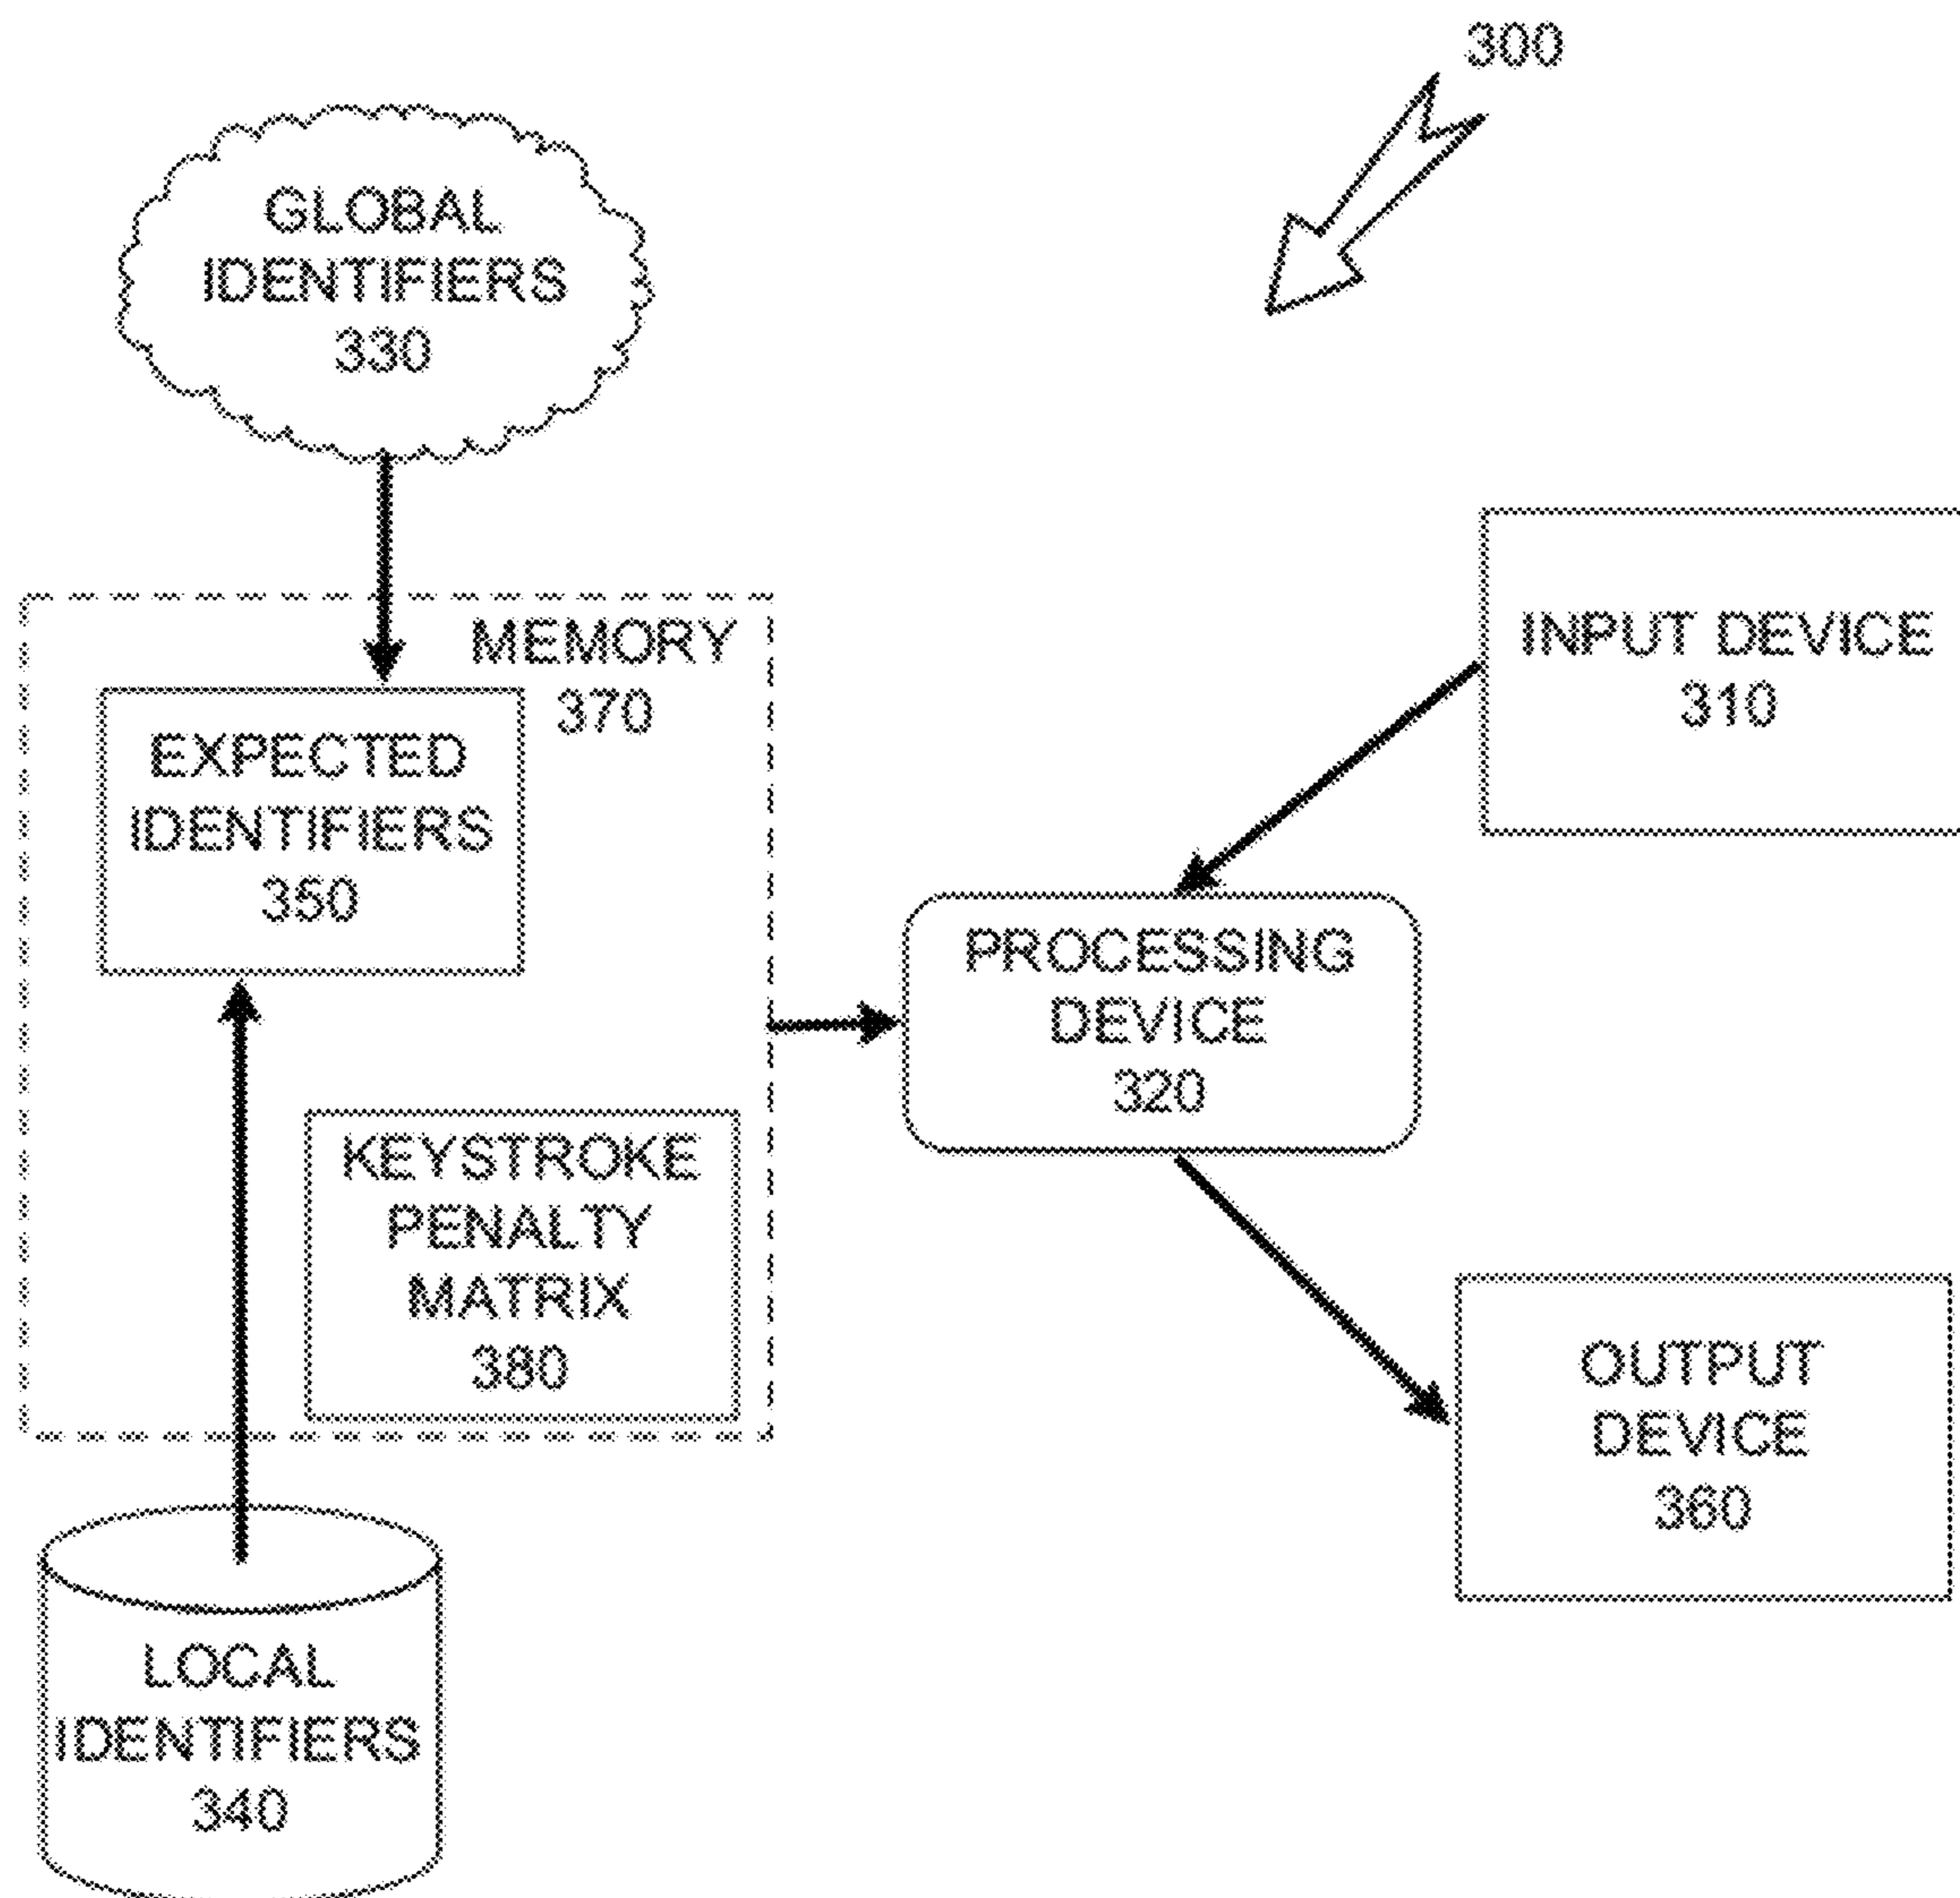 300
GLOBAL
IDENTIFIERS
330
MEMORY
370
EXPECTED
IDENTIFIERS
350
INPUT DEVICE
310
PROCESSING
DEVICE
320
KEYSTROKE
PENALTY
MATRIX
380
OUTPUT
DEVICE
360
LOCAL
IDENTIFIERS
340